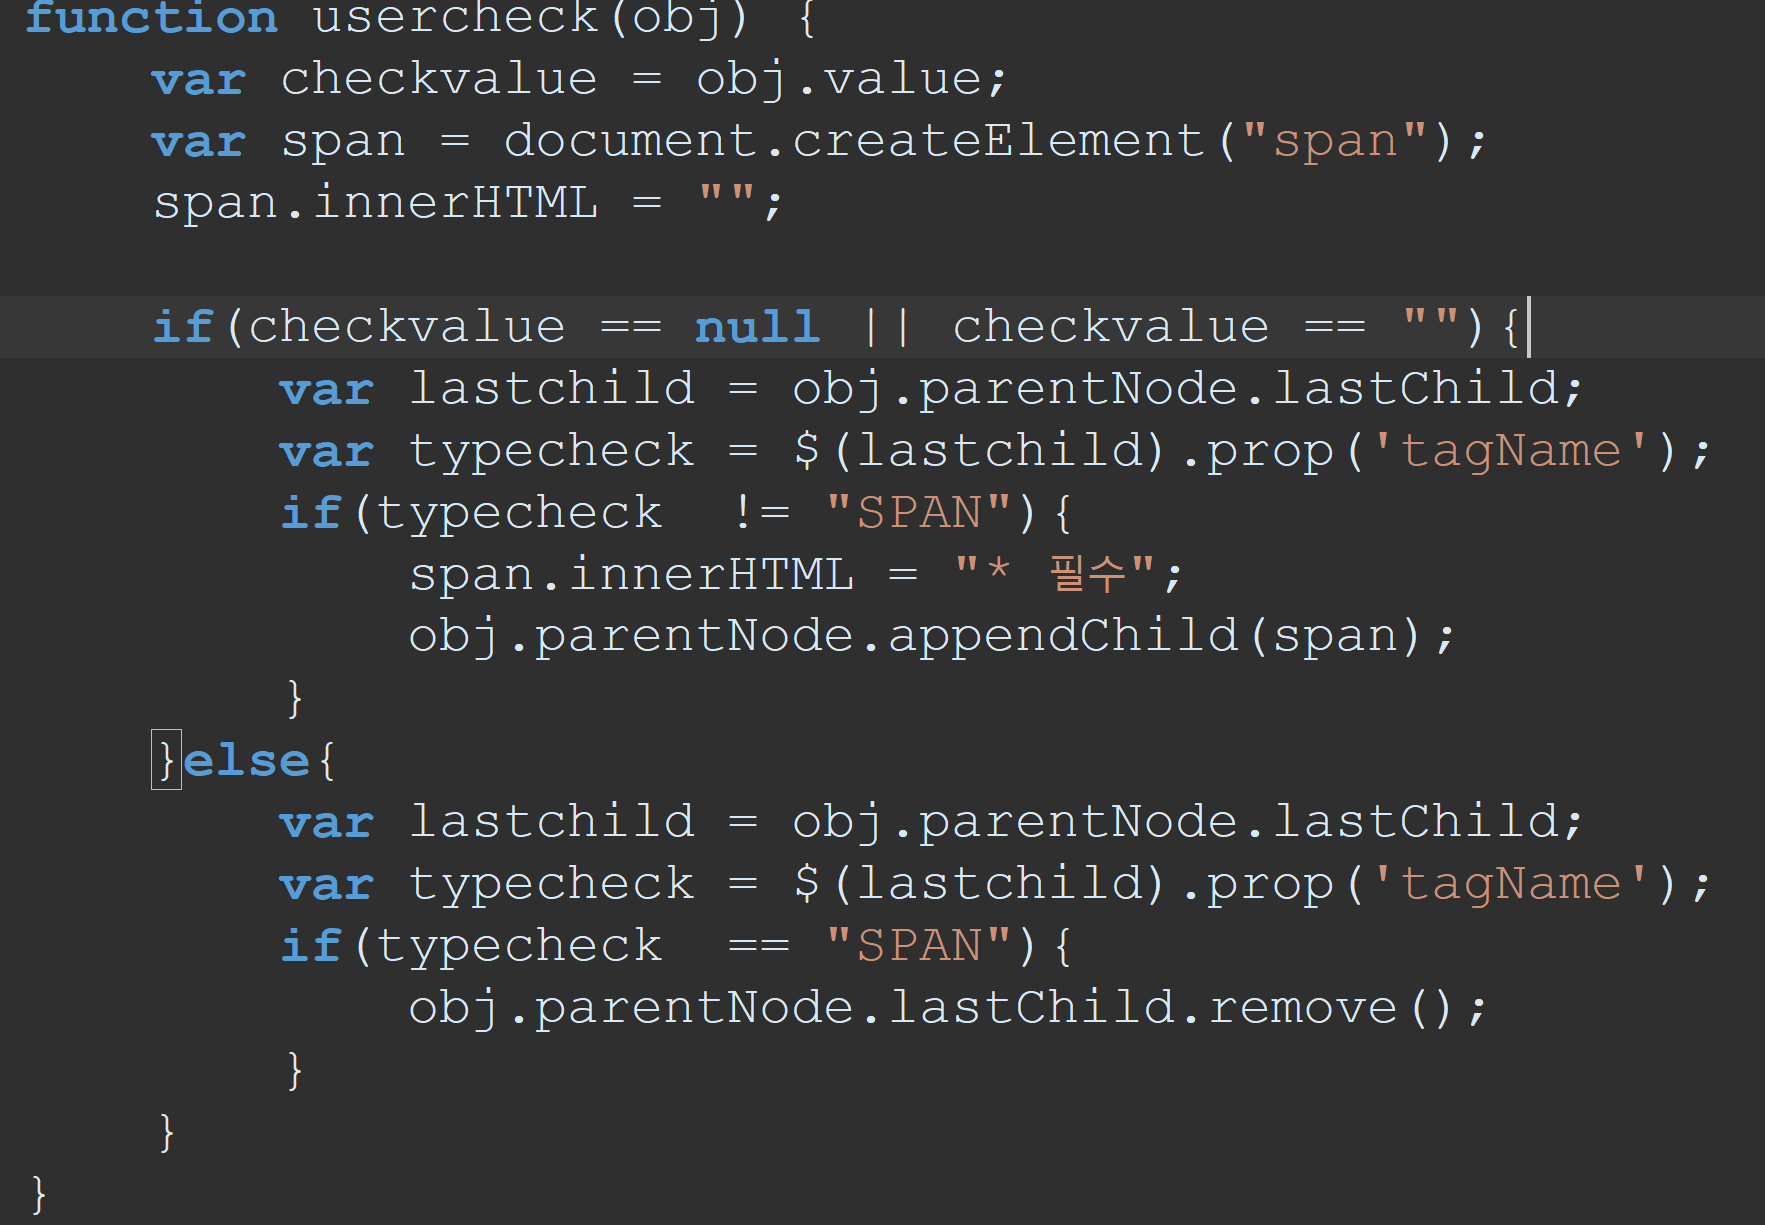 function usercheck(obj) {
var checkvalue = obj.value;
var span = document.createElement("span");
span.innerHTML = "";
if(checkvalue == null || checkvalue == ""){
var lastchild = obj.parentNode.lastChild;
var typecheck = $(lastchild).prop('tagName');
if(typecheck  != "SPAN"){
span.innerHTML = "* 필수";
obj.parentNode.appendChild(span);
}
}else{
var lastchild = obj.parentNode.lastChild;
var typecheck = $(lastchild).prop('tagName');
if(typecheck  == "SPAN"){
obj.parentNode.lastChild.remove();
}
}
}